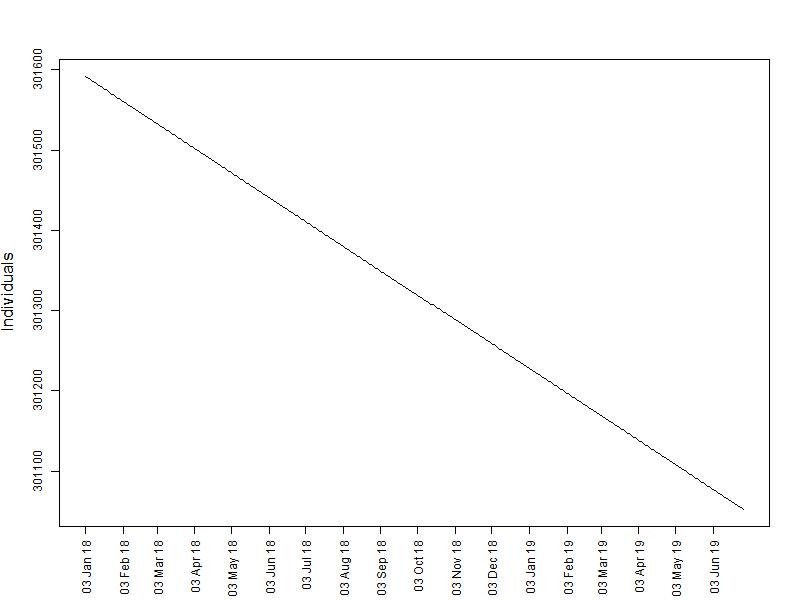 Individuals
301600
301500
301400
301300
301200
301100
03 Jan 18
03 Feb 18
03 Mar 18
03 Apr 18
03 May 18
03 Jun 18
03 Jul 18
03 Aug 18
03 Sep 18
03 Oct 18
03 Nov 18
03 Dec 18
03 Jan 19
03 Feb 19
03 Mar 19
03 Apr 19
03 May 19
03 Jun 19